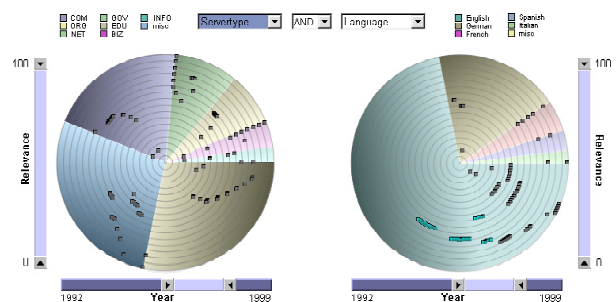 COM GOV INFO
ORG EDU misc
NET BIZ
Servertype AND Language
English Spanish
German Italian
French misc
100 100
Relevance Relevance
0 0
1992 Year 1999 1992 Year 1999